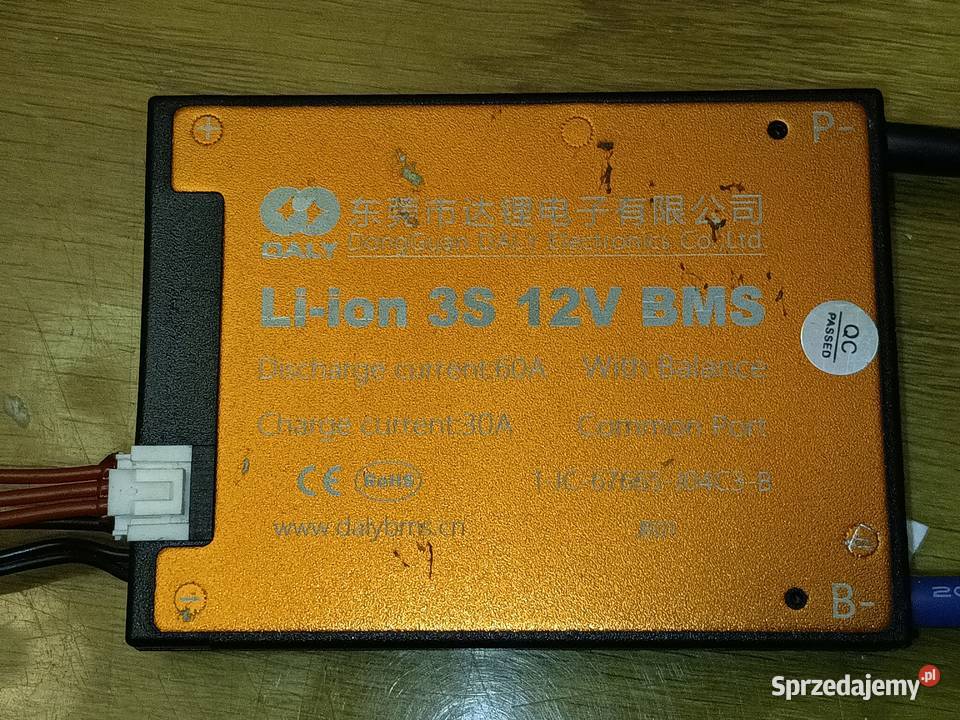 P-
东莞市达锂电子有限公司
DALY
DongGuan DALY Electronics Co.,Ltd.
Li-ion 3S 12V BMS
QC
PASSED
Discharge current:60A With Balance
Charge current:30A Common Port
CE RoHS
www.dalybms.cn
B-
Sprzedajemy.pl